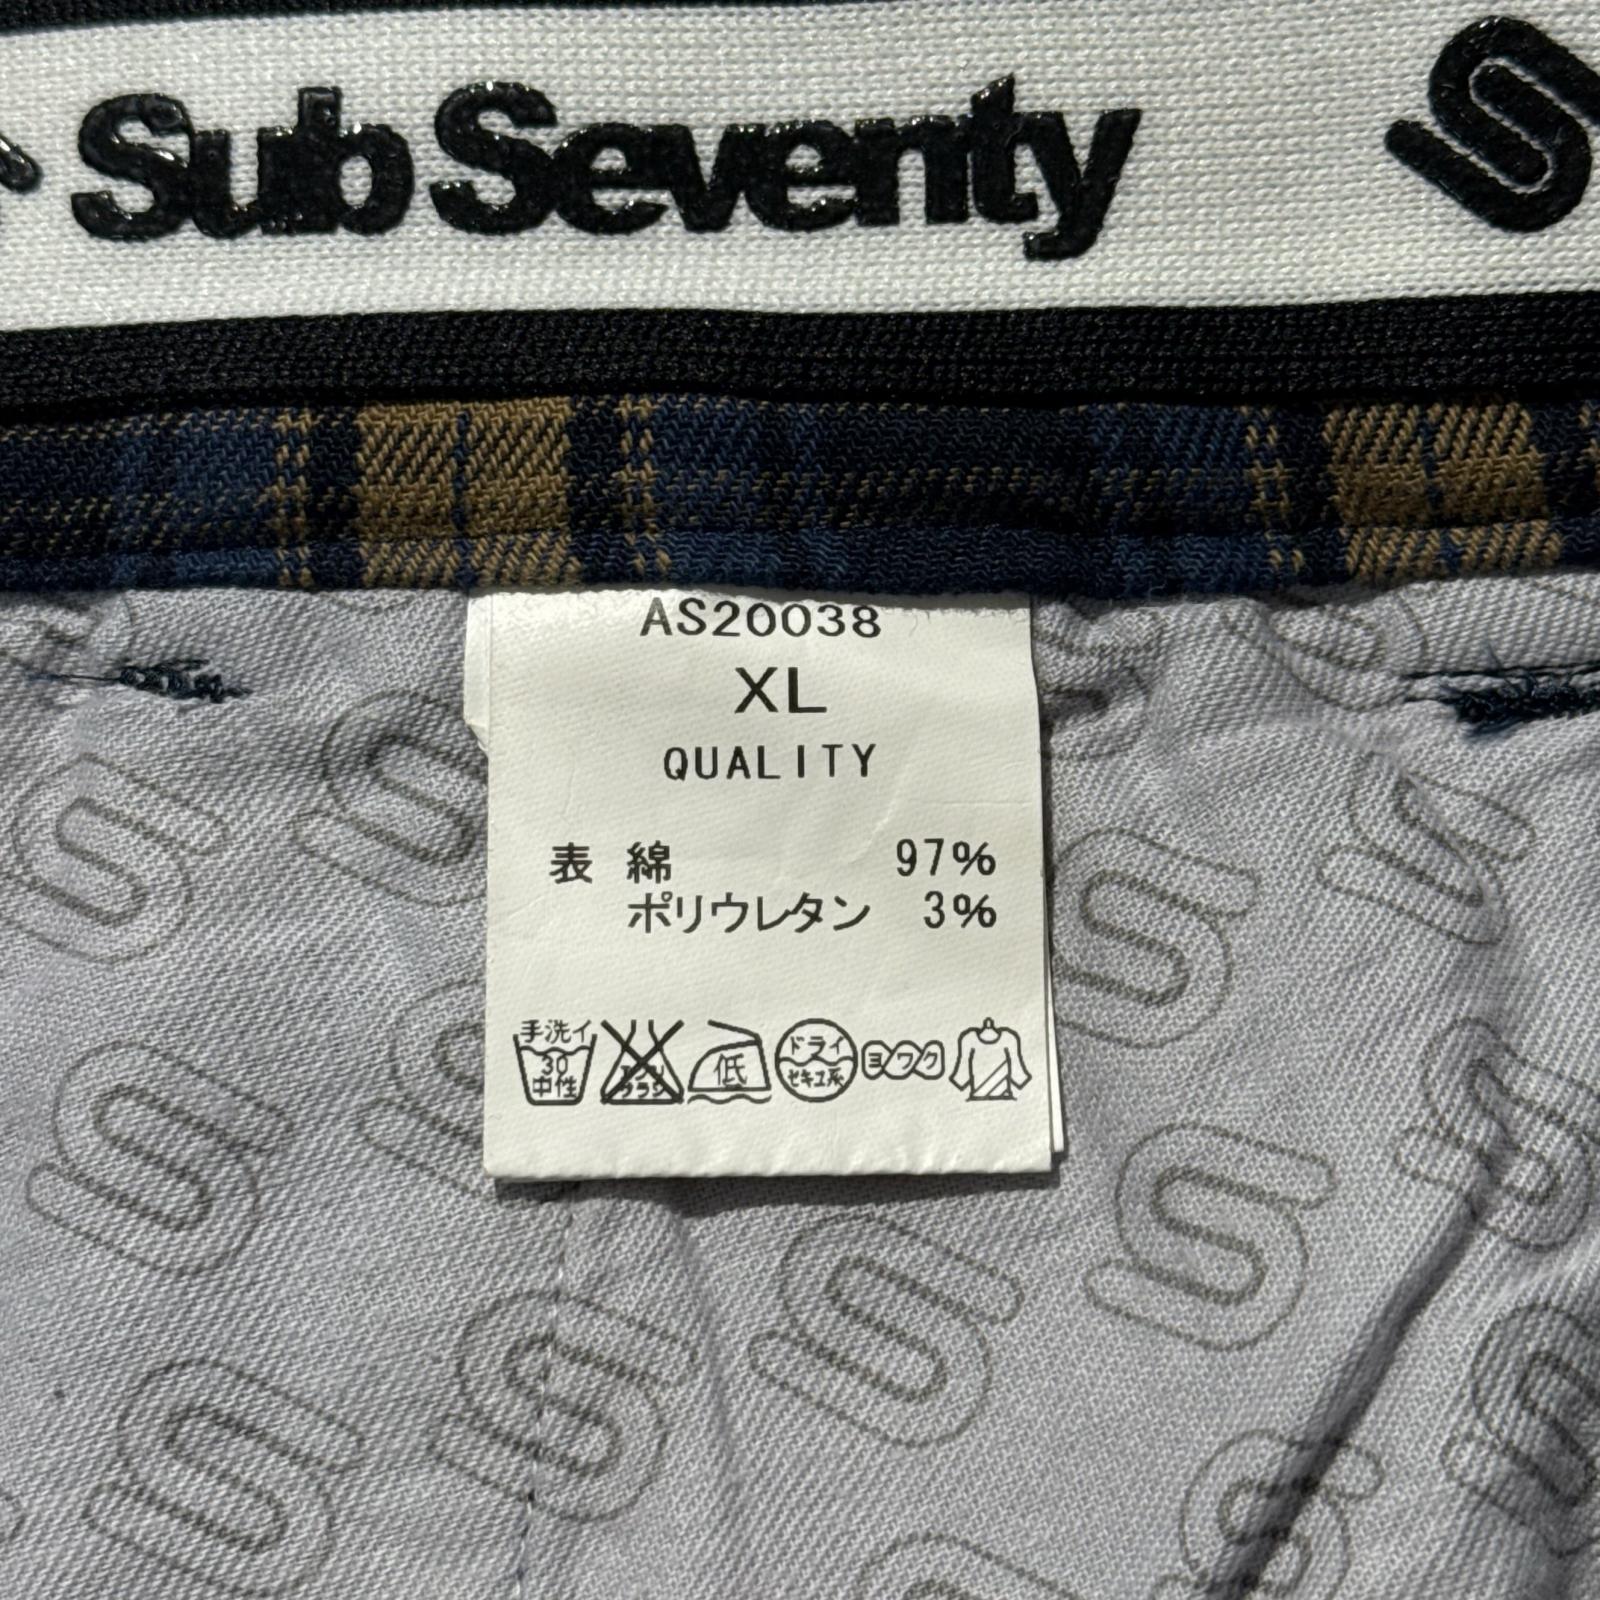 Sub Seventy
AS20038
XL
QUALITY
表 綿 97%
ポリウレタン 3%
手洗イ
30
中性
低
ドライ
セキユ系
ヨワク